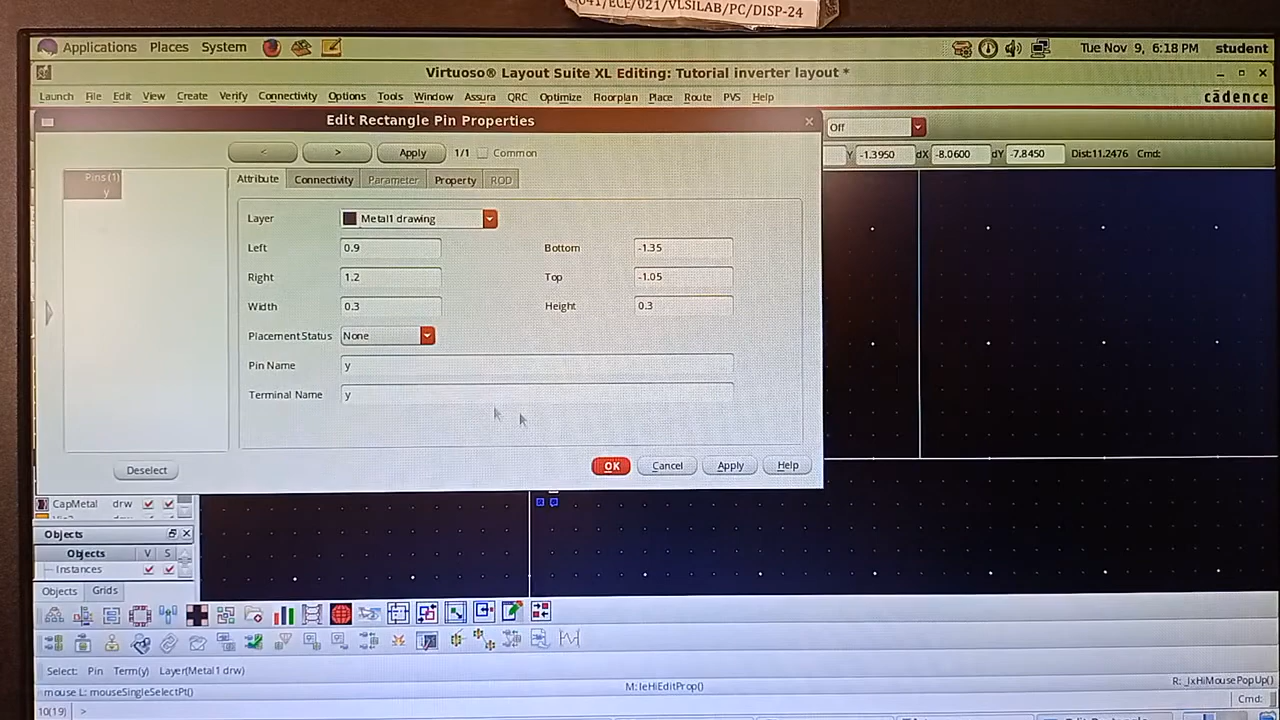 041/ECE/021/VLSILAB/PC/DISP-24
Applications Places System Tue Nov 9, 6:18 PM student
Virtuoso® Layout Suite XL Editing: Tutorial inverter layout *
Launch File Edit View Create Verify Connectivity Options Tools Window Assura QRC Optimize Floorplan Place Route PVS Help cādence
Edit Rectangle Pin Properties
Off
< > Apply 1/1 Common
Y -1.3950 dX -8.0600 dY -7.8450 Dist:11.2476 Cmd:
Pins (1)
y
Attribute Connectivity Parameter Property ROD
Layer Metal1 drawing
Left 0.9 Bottom -1.35
Right 1.2 Top -1.05
Width 0.3 Height 0.3
Placement Status None
Pin Name y
Terminal Name y
Deselect
OK Cancel Apply Help
CapMetal drw
Objects
Objects V S
Instances
Objects Grids
Select: Pin Term(y) Layer(Metal1 drw)
mouse L: mouseSingleSelectPt() M:leHiEditProp() R:_lxHiMousePopUp()
10(19) > Cmd: